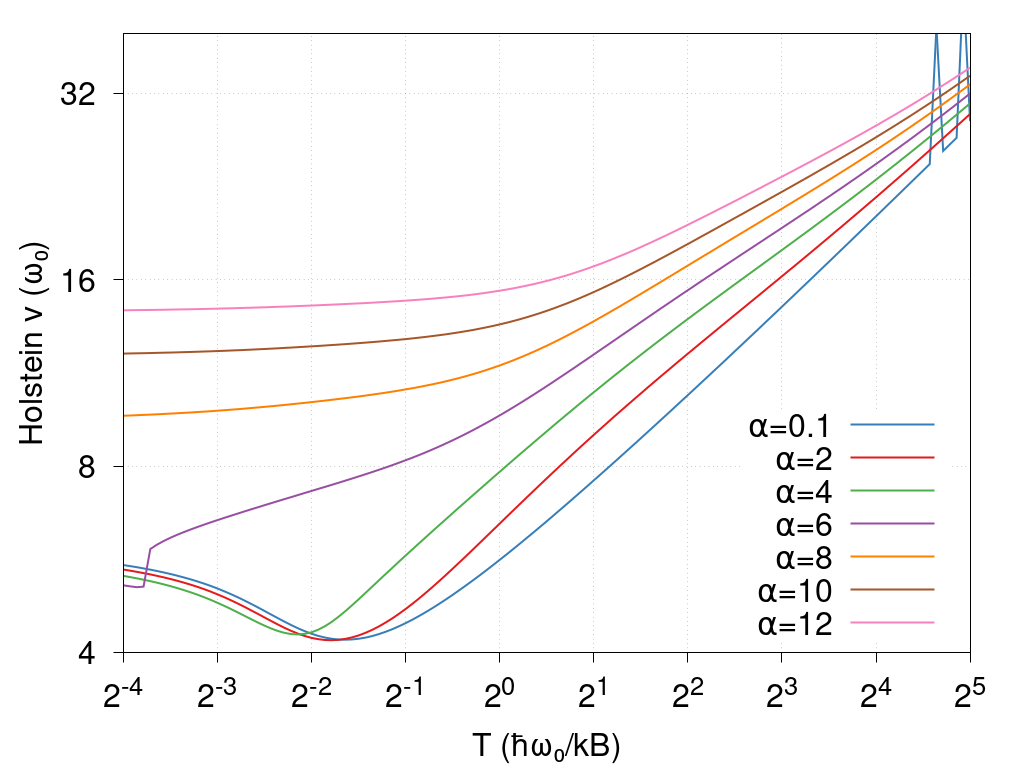 Holstein v (ω₀)
32
16
8
4
α=0.1
α=2
α=4
α=6
α=8
α=10
α=12
2⁻⁴ 2⁻³ 2⁻² 2⁻¹ 2⁰ 2¹ 2² 2³ 2⁴ 2⁵
T (ħω₀/kB)